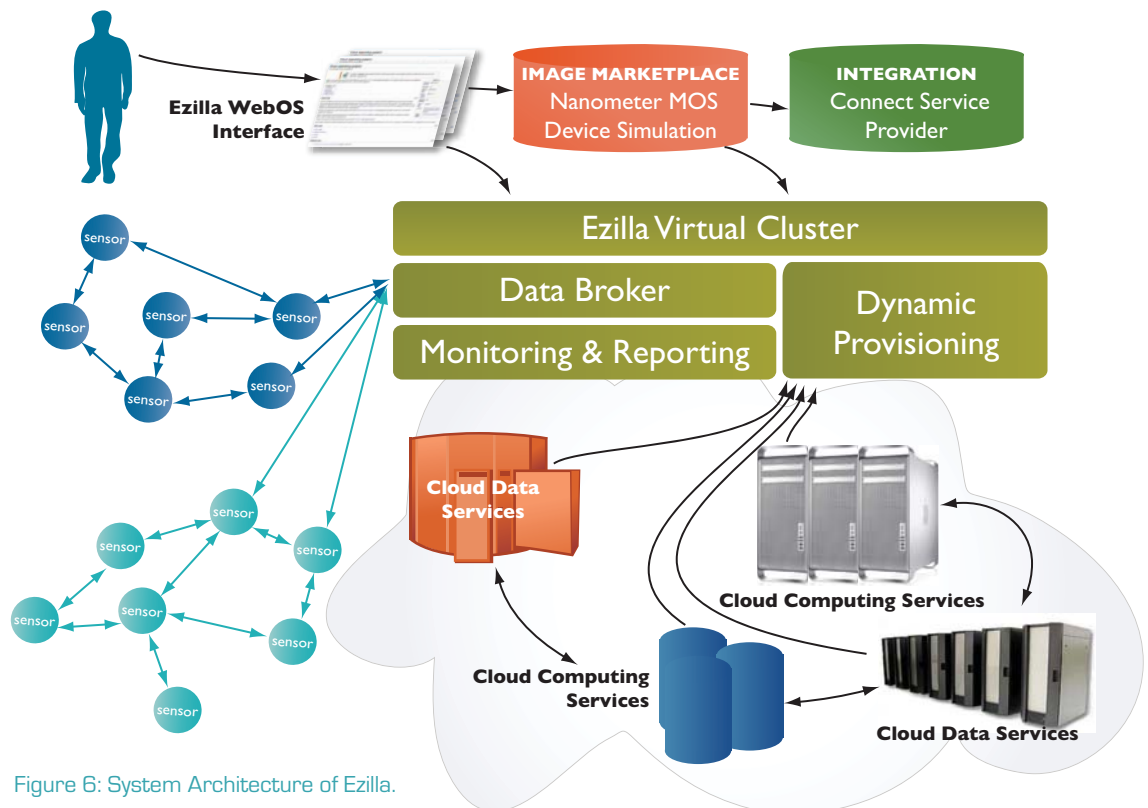 Ezilla WebOS
Interface
IMAGE MARKETPLACE
Nanometer MOS
Device Simulation
INTEGRATION
Connect Service
Provider
Ezilla Virtual Cluster
Data Broker
Monitoring & Reporting
Dynamic
Provisioning
sensor
sensor
sensor
sensor
sensor
sensor
sensor
sensor
sensor
sensor
sensor
sensor
sensor
Cloud Data
Services
Cloud Computing Services
Cloud Computing
Services
Cloud Data Services
Figure 6: System Architecture of Ezilla.